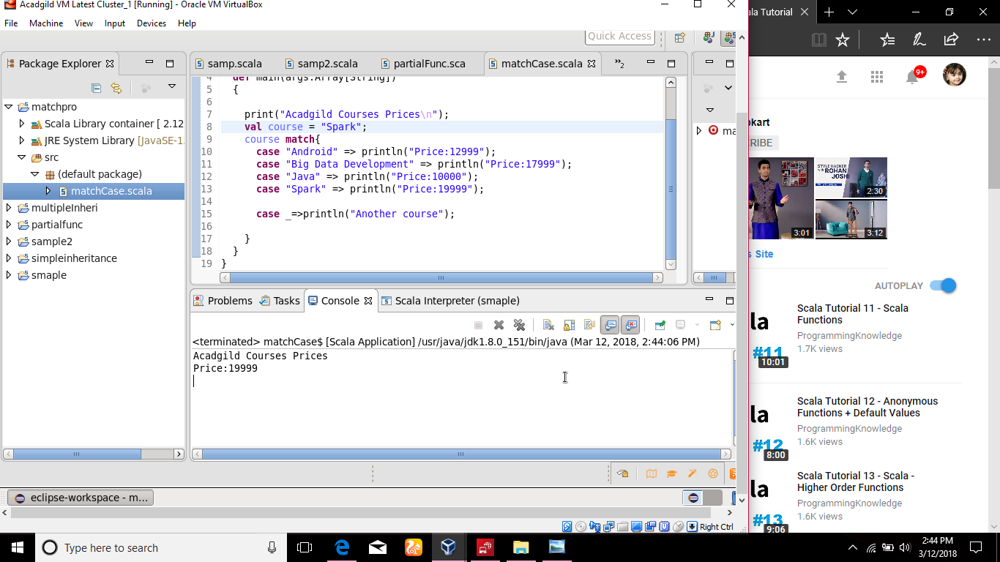 Acadgild VM Latest Cluster_1 [Running] - Oracle VM VirtualBox
File Machine View Input Devices Help
Quick Access
Package Explorer
matchpro
Scala Library container [ 2.12
JRE System Library [JavaSE-1.
src
(default package)
matchCase.scala
multipleInheri
partialfunc
sample2
simpleinheritance
smaple
samp.scala samp2.scala partialFunc.sca matchCase.scala »2
4 def main(args:Array[String])
5 {
6
7 print("Acadgild Courses Prices\n");
8 val course = "Spark";
9 course match{
10 case "Android" => println("Price:12999");
11 case "Big Data Development" => println("Price:17999");
12 case "Java" => println("Price:10000");
13 case "Spark" => println("Price:19999");
14
15 case _=>println("Another course");
16
17 }
18 }
19 }
ma
Problems Tasks Console Scala Interpreter (smaple)
<terminated> matchCase$ [Scala Application] /usr/java/jdk1.8.0_151/bin/java (Mar 12, 2018, 2:44:06 PM)
Acadgild Courses Prices
Price:19999
eclipse-workspace - m...
Right Ctrl
ala Tutorial
9+
okart
RIBE
STYLE HACKER
WITH
ROHAN
JOSHI
2:30
3:01
3:12
s Site
AUTOPLAY
Scala Tutorial 11 - Scala
Functions
ProgrammingKnowledge
1.7K views
la
#11
10:01
Scala Tutorial 12 - Anonymous
Functions + Default Values
ProgrammingKnowledge
1.6K views
la
#12
8:00
Scala Tutorial 13 - Scala -
Higher Order Functions
ProgrammingKnowledge
1.6K views
la
#13
9:06
Type here to search
2:44 PM
3/12/2018